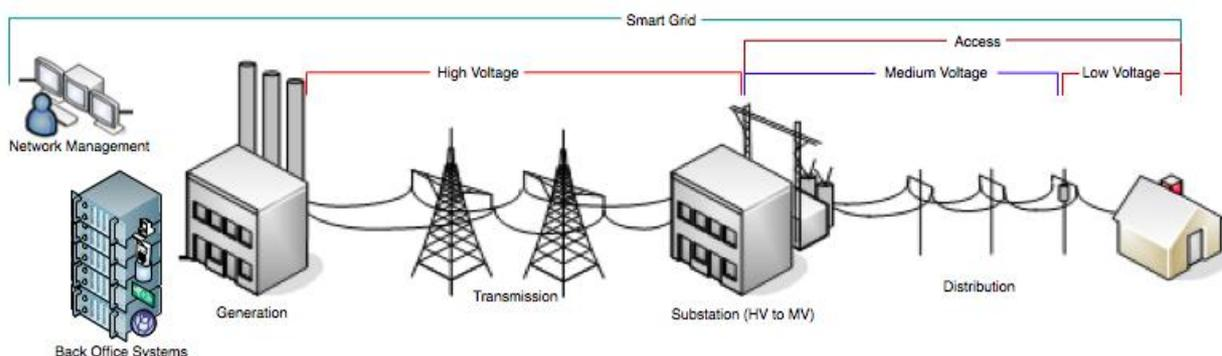 Smart Grid
Access
High Voltage
Medium Voltage
Low Voltage
Network Management
Generation
Transmission
Substation (HV to MV)
Distribution
Back Office Systems